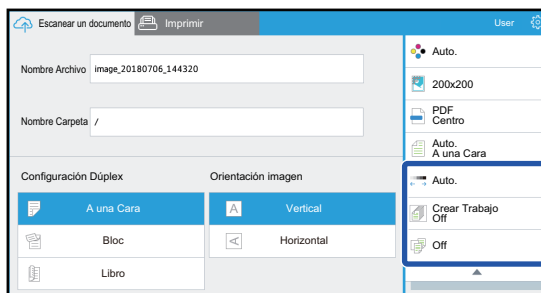 Escanear un documento
Imprimir
User
Nombre Archivo
image_20180706_144320
Nombre Carpeta
/
Configuración Dúplex
Orientación imagen
A una Cara
Bloc
Libro
A
Vertical
A
Horizontal
Auto.
200x200
PDF
Centro
Auto.
A una Cara
Auto.
Crear Trabajo
Off
Off